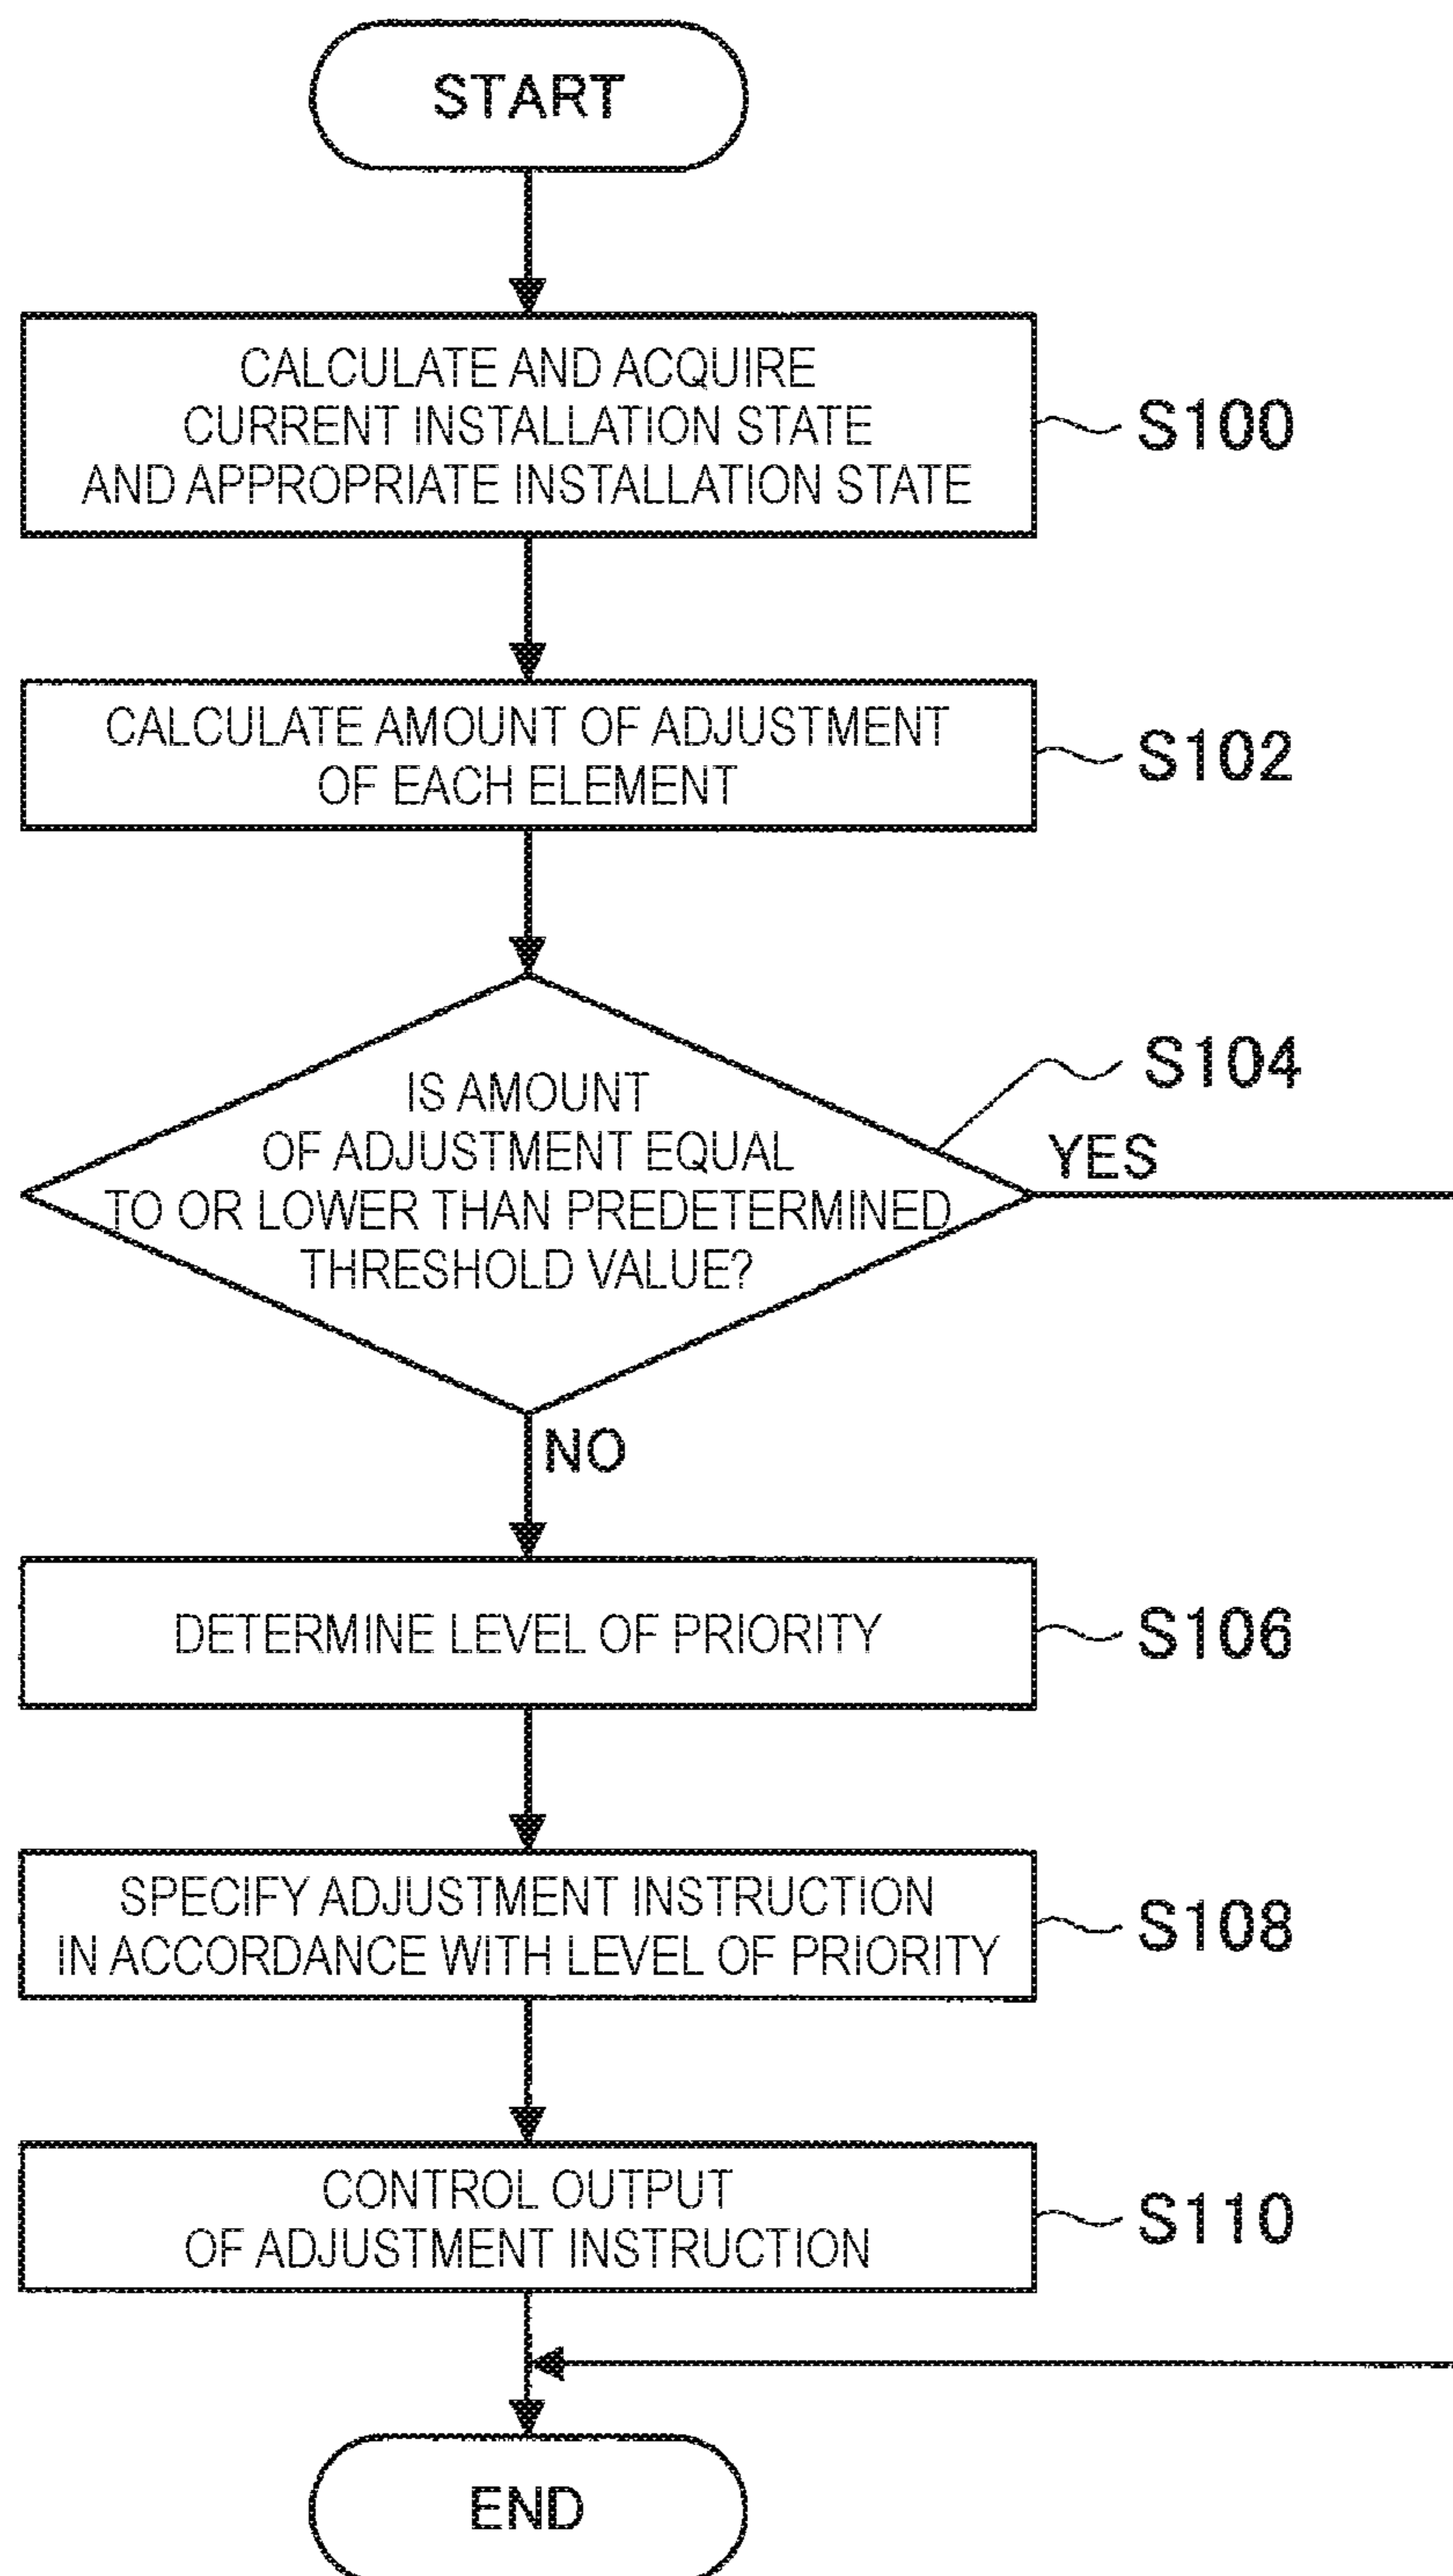 START
CALCULATE AND ACQUIRE
CURRENT INSTALLATION STATE
AND APPROPRIATE INSTALLATION STATE
S100
CALCULATE AMOUNT OF ADJUSTMENT
OF EACH ELEMENT
S102
IS AMOUNT
OF ADJUSTMENT EQUAL
TO OR LOWER THAN PREDETERMINED
THRESHOLD VALUE?
S104
YES
NO
DETERMINE LEVEL OF PRIORITY
S106
SPECIFY ADJUSTMENT INSTRUCTION
IN ACCORDANCE WITH LEVEL OF PRIORITY
S108
CONTROL OUTPUT
OF ADJUSTMENT INSTRUCTION
S110
END